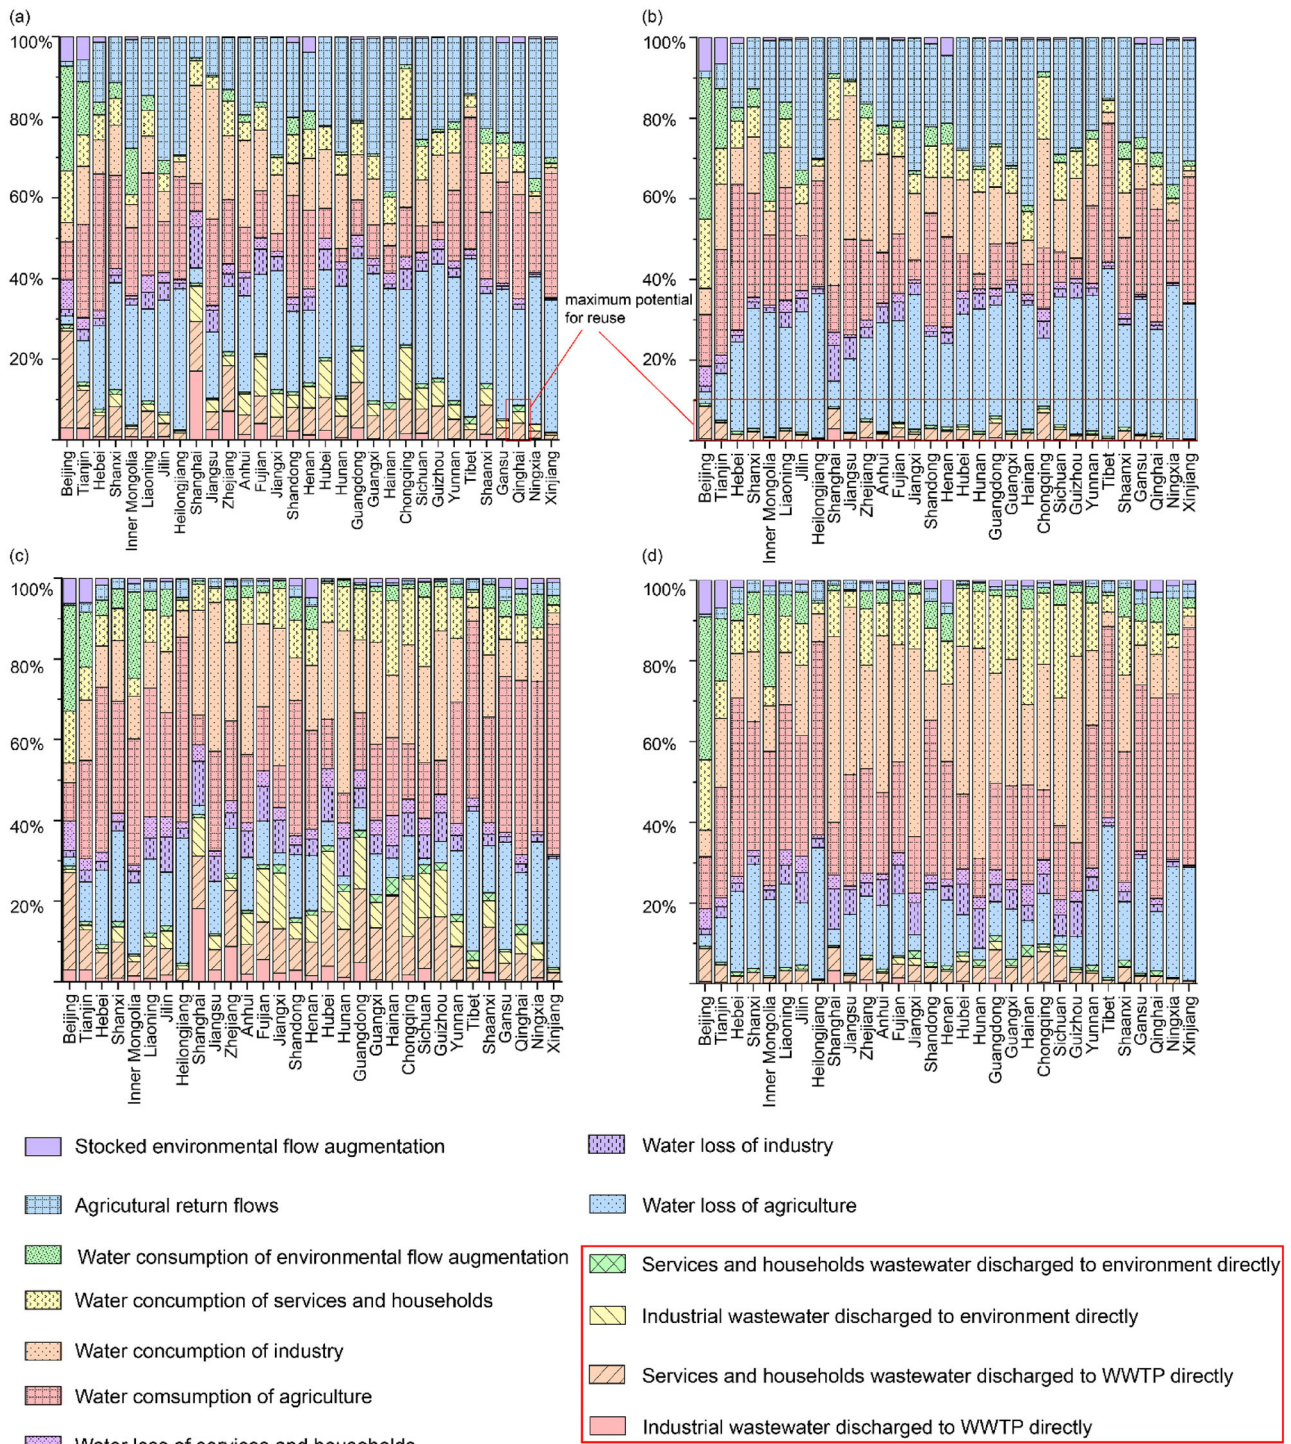 (a)
(b)
100%
80%
60%
40%
20%
100%
80%
60%
40%
20%
maximum potential
for reuse
Beijing
Tianjin
Hebei
Shanxi
Inner Mongolia
Liaoning
Jilin
Heilongjiang
Shanghai
Jiangsu
Zhejiang
Anhui
Fujian
Jiangxi
Shandong
Henan
Hubei
Hunan
Guangdong
Guangxi
Hainan
Chongqing
Sichuan
Guizhou
Yunnan
Tibet
Shaanxi
Gansu
Qinghai
Ningxia
Xinjiang
Beijing
Tianjin
Hebei
Shanxi
Inner Mongolia
Liaoning
Jilin
Heilongjiang
Shanghai
Jiangsu
Zhejiang
Anhui
Fujian
Jiangxi
Shandong
Henan
Hubei
Hunan
Guangdong
Guangxi
Hainan
Chongqing
Sichuan
Guizhou
Yunnan
Tibet
Shaanxi
Gansu
Qinghai
Ningxia
Xinjiang
(c)
(d)
100%
80%
60%
40%
20%
100%
80%
60%
40%
20%
Beijing
Tianjin
Hebei
Shanxi
Inner Mongolia
Liaoning
Jilin
Heilongjiang
Shanghai
Jiangsu
Zhejiang
Anhui
Fujian
Jiangxi
Shandong
Henan
Hubei
Hunan
Guangdong
Guangxi
Hainan
Chongqing
Sichuan
Guizhou
Yunnan
Tibet
Shaanxi
Gansu
Qinghai
Ningxia
Xinjiang
Beijing
Tianjin
Hebei
Shanxi
Inner Mongolia
Liaoning
Jilin
Heilongjiang
Shanghai
Jiangsu
Zhejiang
Anhui
Fujian
Jiangxi
Shandong
Henan
Hubei
Hunan
Guangdong
Guangxi
Hainan
Chongqing
Sichuan
Guizhou
Yunnan
Tibet
Shaanxi
Gansu
Qinghai
Ningxia
Xinjiang
Stocked environmental flow augmentation
Agricutural return flows
Water consumption of environmental flow augmentation
Water concumption of services and households
Water concumption of industry
Water comsumption of agriculture
Water loss of services and households
Water loss of industry
Water loss of agriculture
Services and households wastewater discharged to environment directly
Industrial wastewater discharged to environment directly
Services and households wastewater discharged to WWTP directly
Industrial wastewater discharged to WWTP directly